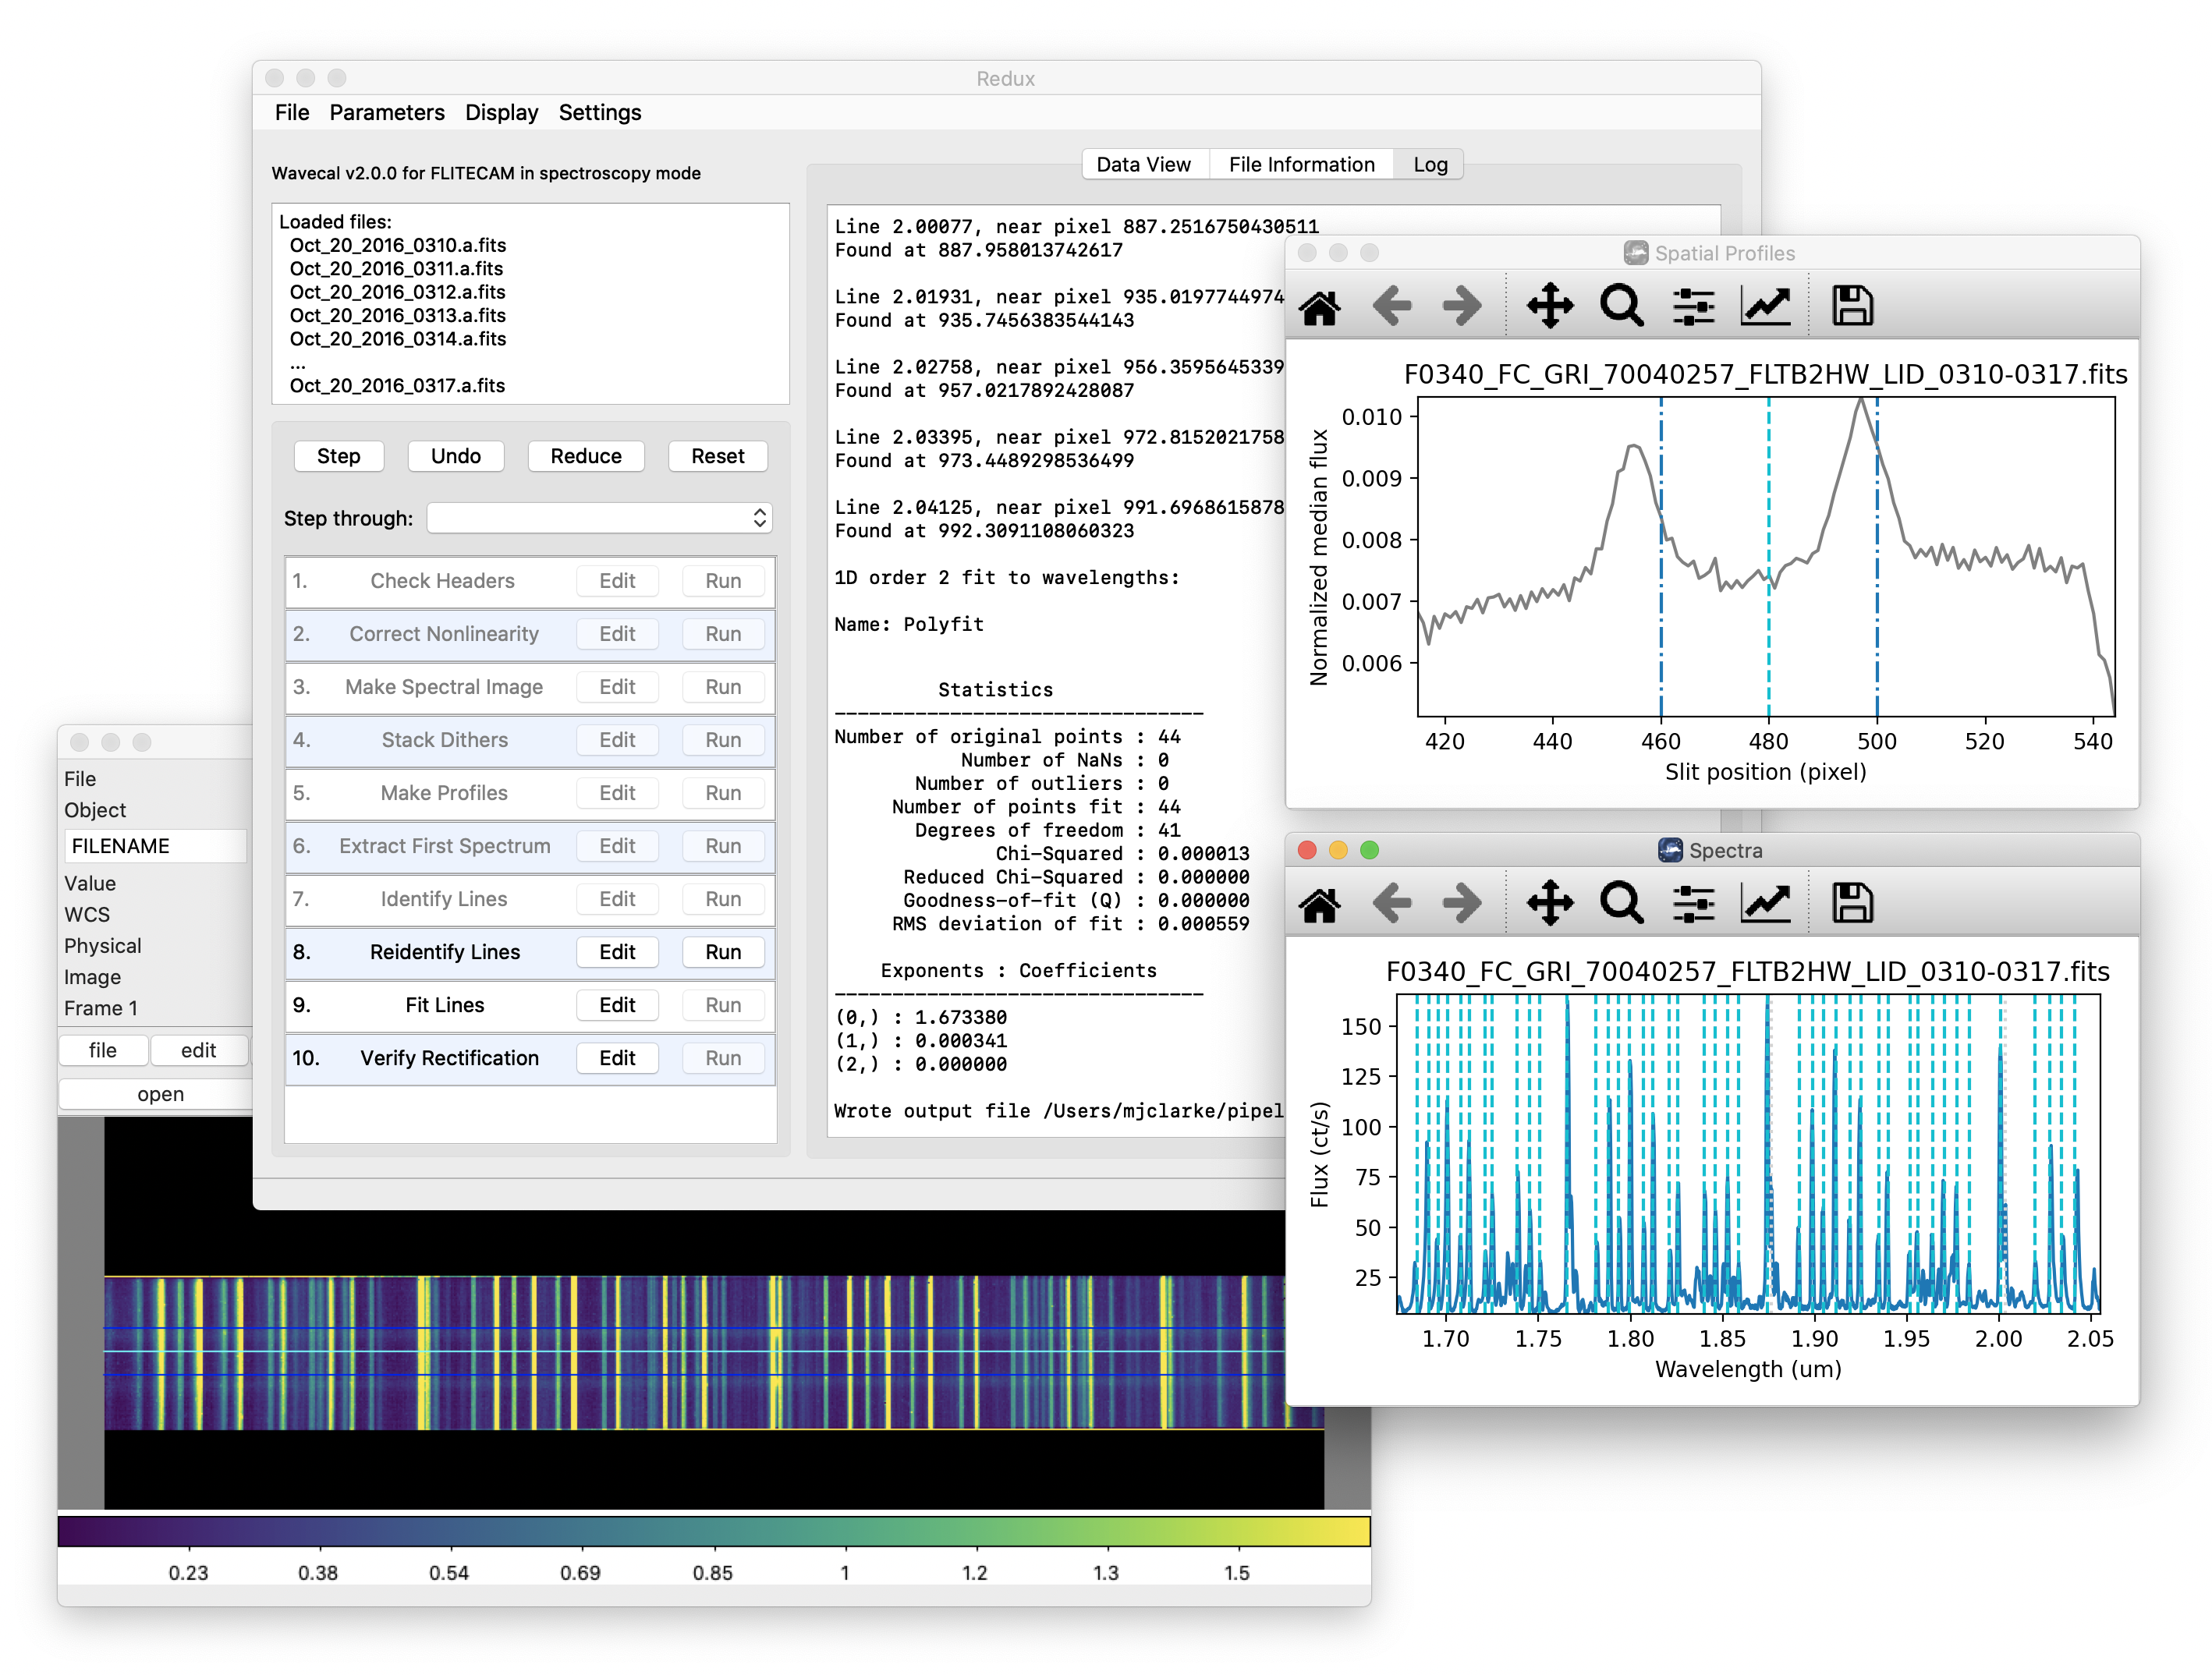 Redux
File Parameters Display Settings
Wavecal v2.0.0 for FLITECAM in spectroscopy mode
Loaded files:
Oct_20_2016_0310.a.fits
Oct_20_2016_0311.a.fits
Oct_20_2016_0312.a.fits
Oct_20_2016_0313.a.fits
Oct_20_2016_0314.a.fits
...
Oct_20_2016_0317.a.fits
Step Undo Reduce Reset
Step through:
1. Check Headers Edit Run
2. Correct Nonlinearity Edit Run
3. Make Spectral Image Edit Run
4. Stack Dithers Edit Run
5. Make Profiles Edit Run
6. Extract First Spectrum Edit Run
7. Identify Lines Edit Run
8. Reidentify Lines Edit Run
9. Fit Lines Edit Run
10. Verify Rectification Edit Run
Data View File Information Log
Line 2.00077, near pixel 887.2516750430511
Found at 887.958013742617
Line 2.01931, near pixel 935.0197744974
Found at 935.7456383544143
Line 2.02758, near pixel 956.3595645339
Found at 957.0217892428087
Line 2.03395, near pixel 972.8152021758
Found at 973.4489298536499
Line 2.04125, near pixel 991.6968615878
Found at 992.3091108060323
1D order 2 fit to wavelengths:
Name: Polyfit
Statistics
--------------------------------
Number of original points : 44
Number of NaNs : 0
Number of outliers : 0
Number of points fit : 44
Degrees of freedom : 41
Chi-Squared : 0.000013
Reduced Chi-Squared : 0.000000
Goodness-of-fit (Q) : 0.000000
RMS deviation of fit : 0.000559
Exponents : Coefficients
--------------------------------
(0,) : 1.673380
(1,) : 0.000341
(2,) : 0.000000
Wrote output file /Users/mjclarke/pipel
Spatial Profiles
F0340_FC_GRI_70040257_FLTB2HW_LID_0310-0317.fits
Normalized median flux
0.010
0.009
0.008
0.007
0.006
420 440 460 480 500 520 540
Slit position (pixel)
Spectra
F0340_FC_GRI_70040257_FLTB2HW_LID_0310-0317.fits
Flux (ct/s)
150
125
100
75
50
25
1.70 1.75 1.80 1.85 1.90 1.95 2.00 2.05
Wavelength (um)
File
Object
FILENAME
Value
WCS
Physical
Image
Frame 1
file edit
open
0.23 0.38 0.54 0.69 0.85 1 1.2 1.3 1.5